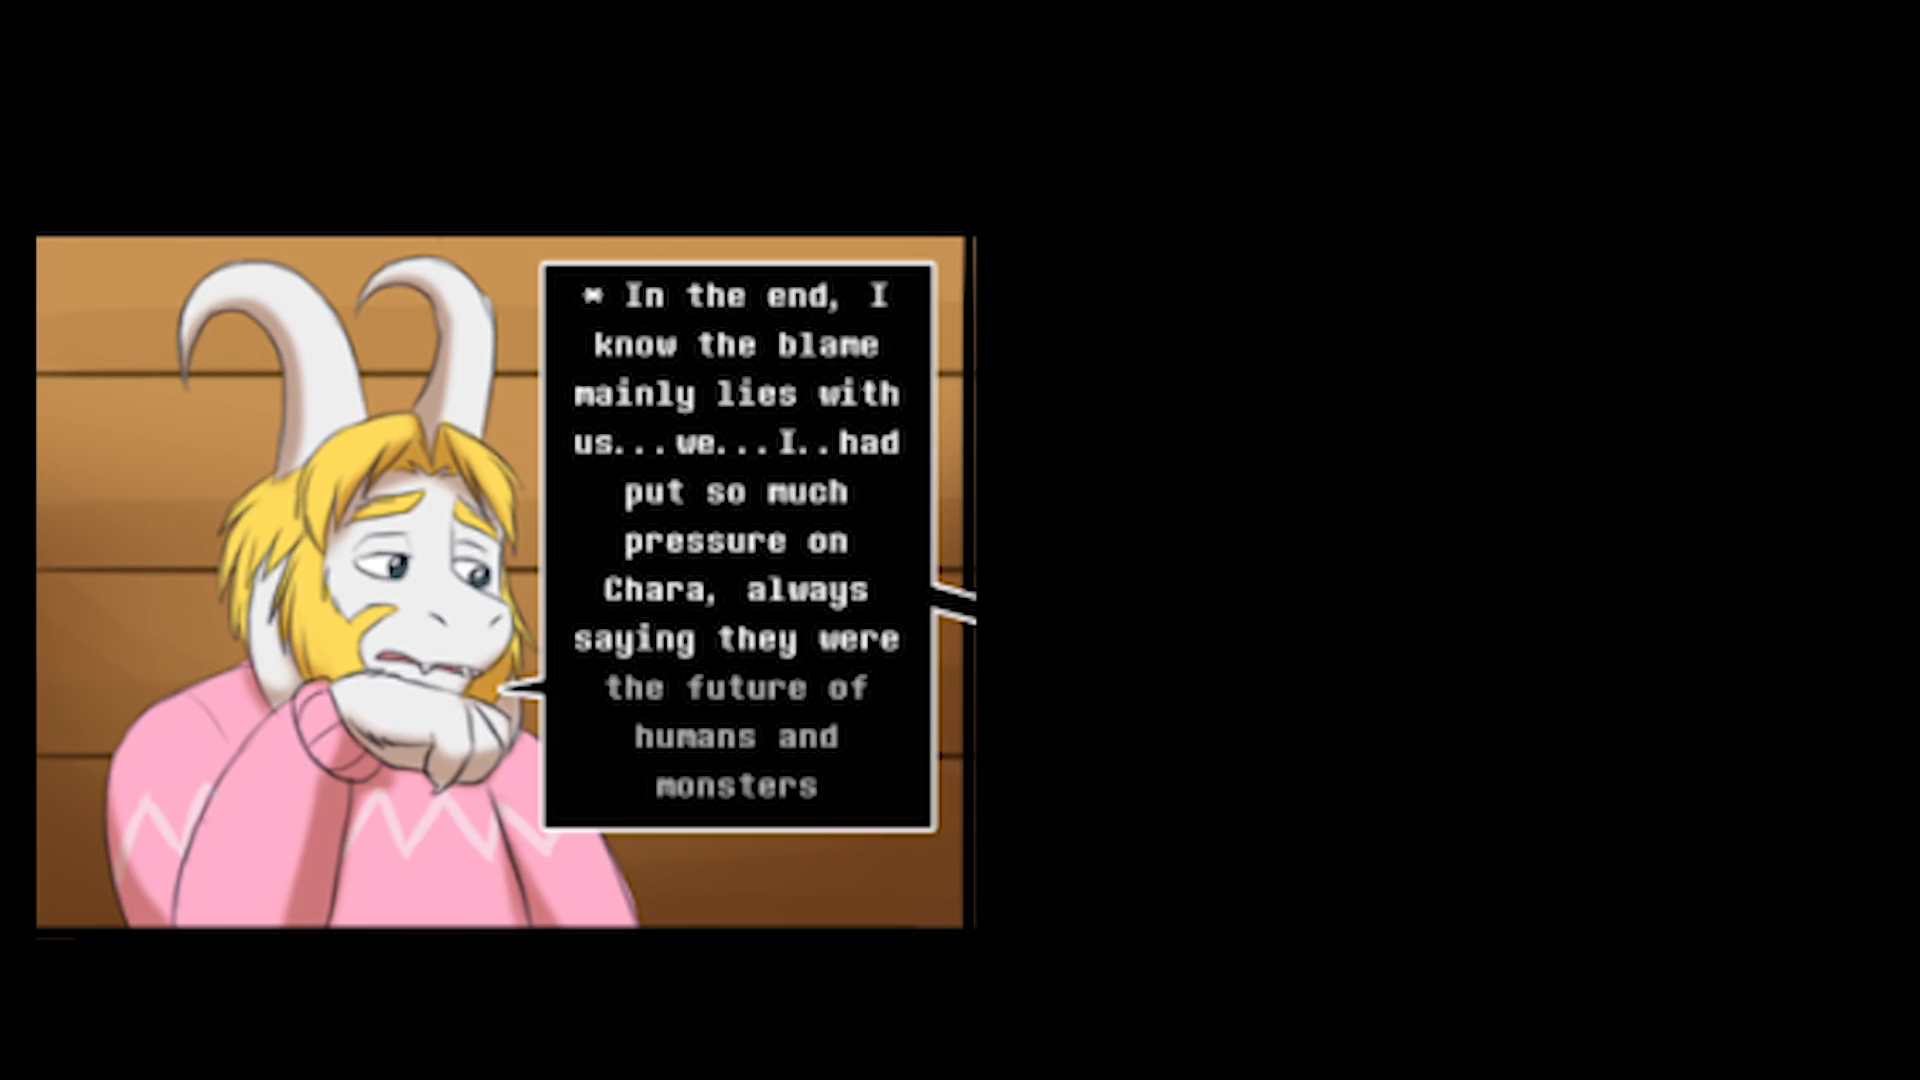 * In the end, I
know the blame
mainly lies with
us...we...I..had
put so much
pressure on
Chara, always
saying they were
the future of
humans and
monsters